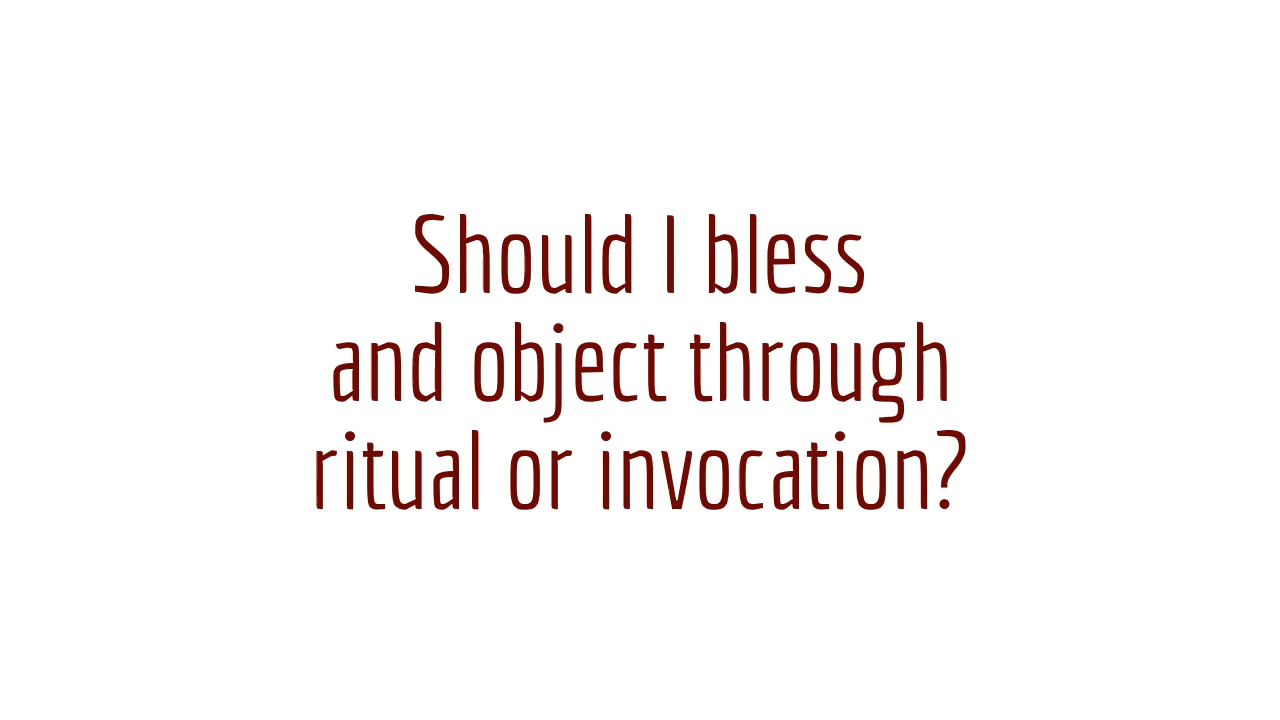 Should I bless
and object through
ritual or invocation?